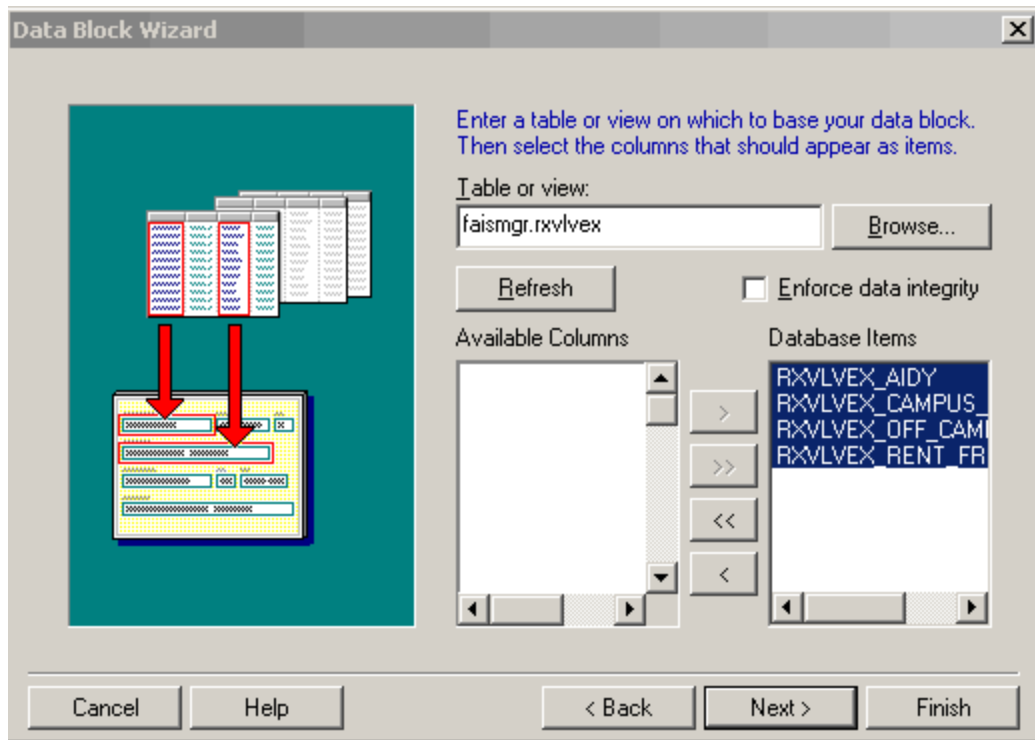 Data Block Wizard
Enter a table or view on which to base your data block.
Then select the columns that should appear as items.
Table or view:
faismgr.rxvlvex
Browse...
Refresh
Enforce data integrity
Available Columns
Database Items
RXVLVEX_AIDY
RXVLVEX_CAMPUS_
RXVLVEX_OFF_CAM
RXVLVEX_RENT_FR
>
>>
<<
<
Cancel
Help
< Back
Next >
Finish